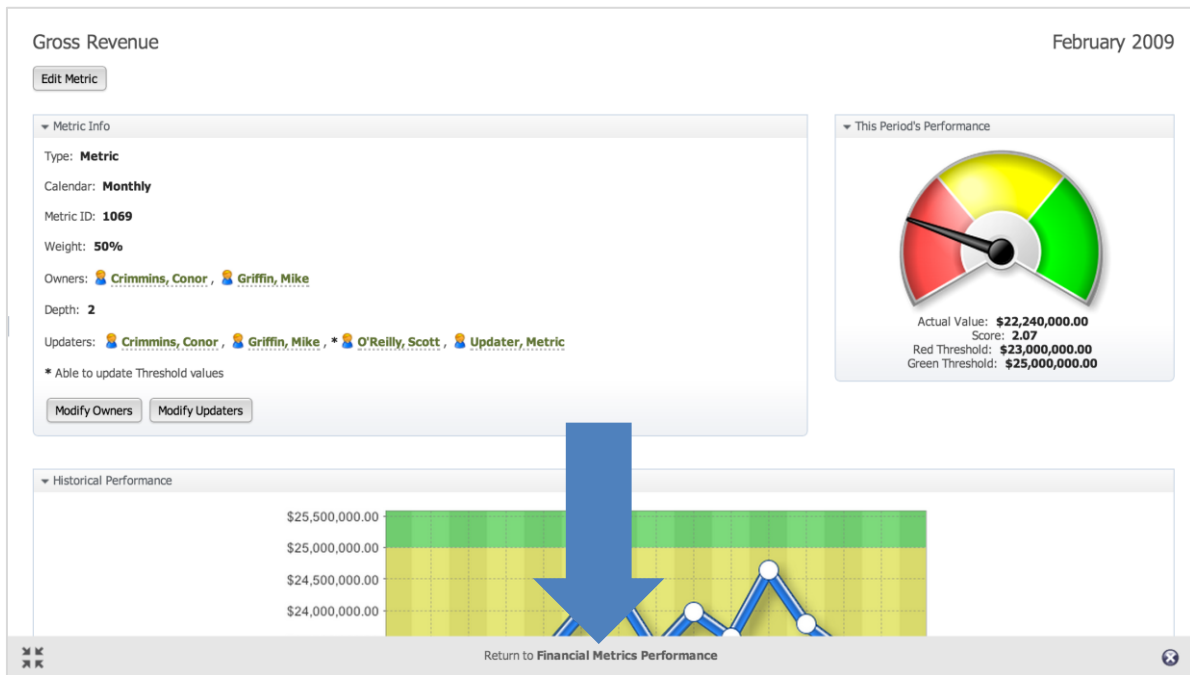 Gross Revenue
February 2009
Edit Metric
Metric Info
Type: Metric
Calendar: Monthly
Metric ID: 1069
Weight: 50%
Owners: Crimmins, Conor , Griffin, Mike
Depth: 2
Updaters: Crimmins, Conor , Griffin, Mike , * O'Reilly, Scott , Updater, Metric
* Able to update Threshold values
Modify Owners Modify Updaters
This Period's Performance
Actual Value: $22,240,000.00
Score: 2.07
Red Threshold: $23,000,000.00
Green Threshold: $25,000,000.00
Historical Performance
$25,500,000.00
$25,000,000.00
$24,500,000.00
$24,000,000.00
Return to Financial Metrics Performance